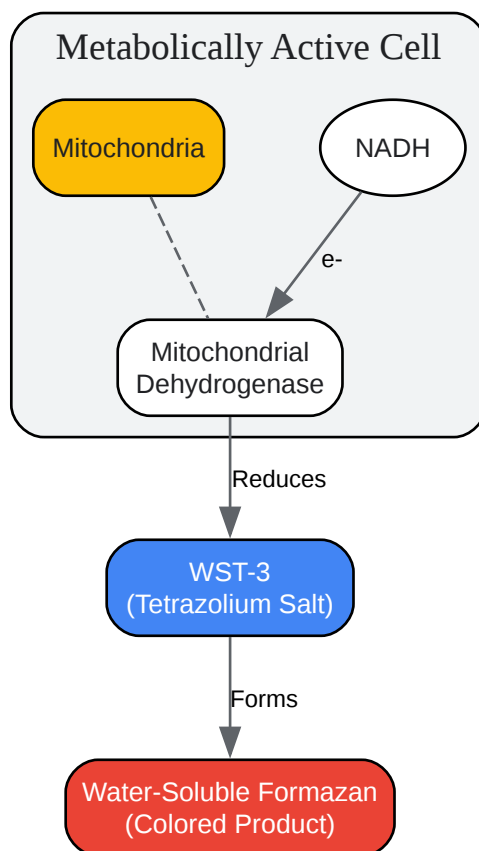 Metabolically Active Cell
Mitochondria
NADH
e-
Mitochondrial
Dehydrogenase
Reduces
WST-3
(Tetrazolium Salt)
Forms
Water-Soluble Formazan
(Colored Product)